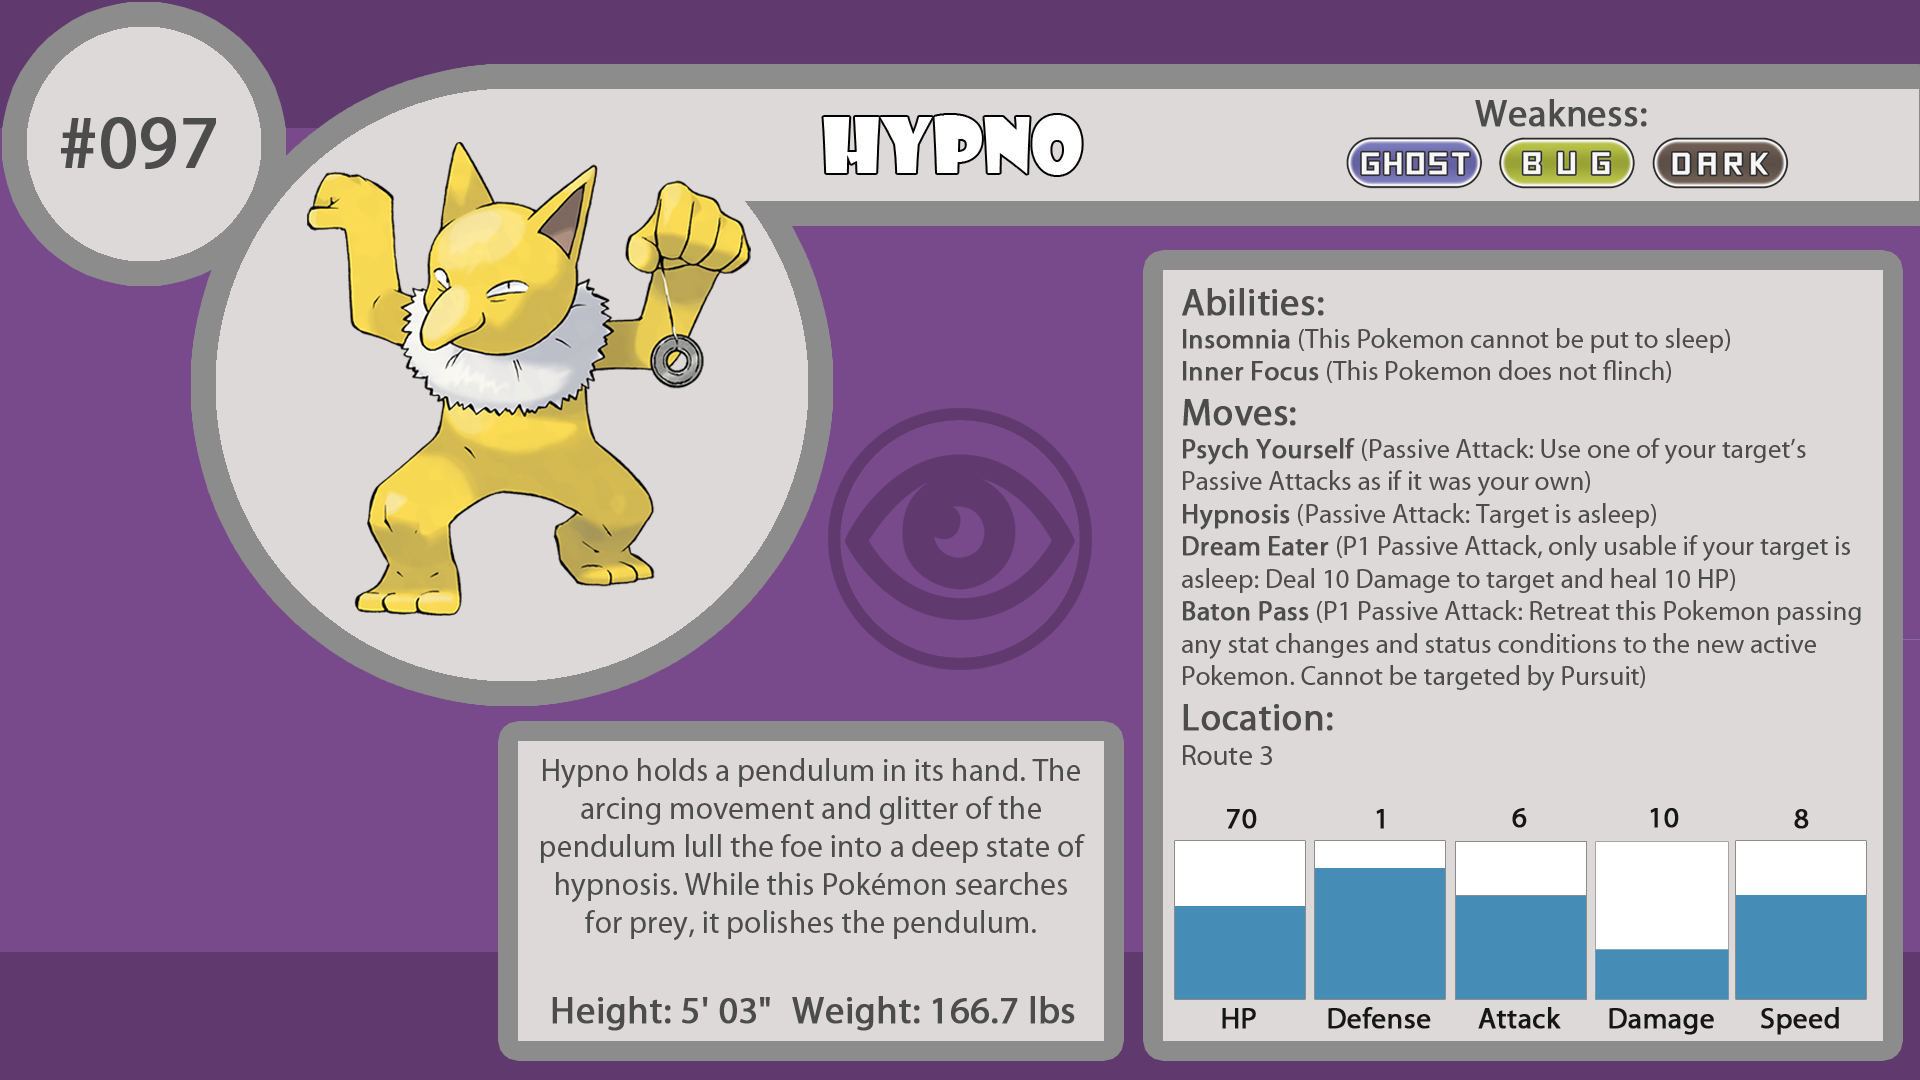 #097
HYPNO
Weakness:
GHOST BUG DARK
Abilities:
Insomnia (This Pokemon cannot be put to sleep)
Inner Focus (This Pokemon does not flinch)
Moves:
Psych Yourself (Passive Attack: Use one of your target’s
Passive Attacks as if it was your own)
Hypnosis (Passive Attack: Target is asleep)
Dream Eater (P1 Passive Attack, only usable if your target is
asleep: Deal 10 Damage to target and heal 10 HP)
Baton Pass (P1 Passive Attack: Retreat this Pokemon passing
any stat changes and status conditions to the new active
Pokemon. Cannot be targeted by Pursuit)
Location:
Route 3
70 1 6 10 8
HP Defense Attack Damage Speed
Hypno holds a pendulum in its hand. The
arcing movement and glitter of the
pendulum lull the foe into a deep state of
hypnosis. While this Pokémon searches
for prey, it polishes the pendulum.
Height: 5' 03" Weight: 166.7 lbs